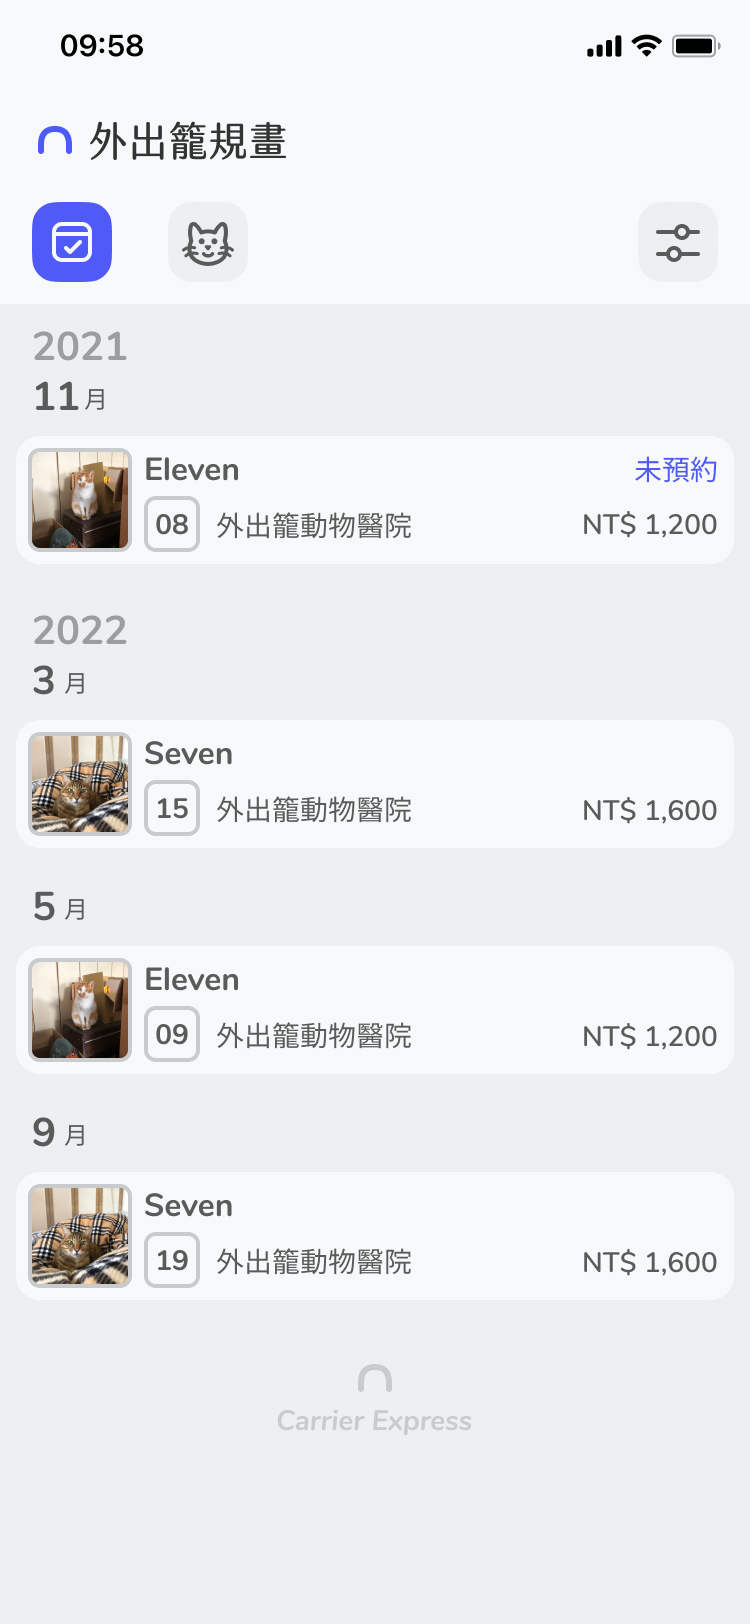 09:58
外出籠規畫
2021
11月
Eleven
未預約
08 外出籠動物醫院 NT$ 1,200
2022
3 月
Seven
15 外出籠動物醫院 NT$ 1,600
5 月
Eleven
09 外出籠動物醫院 NT$ 1,200
9 月
Seven
19 外出籠動物醫院 NT$ 1,600
Carrier Express